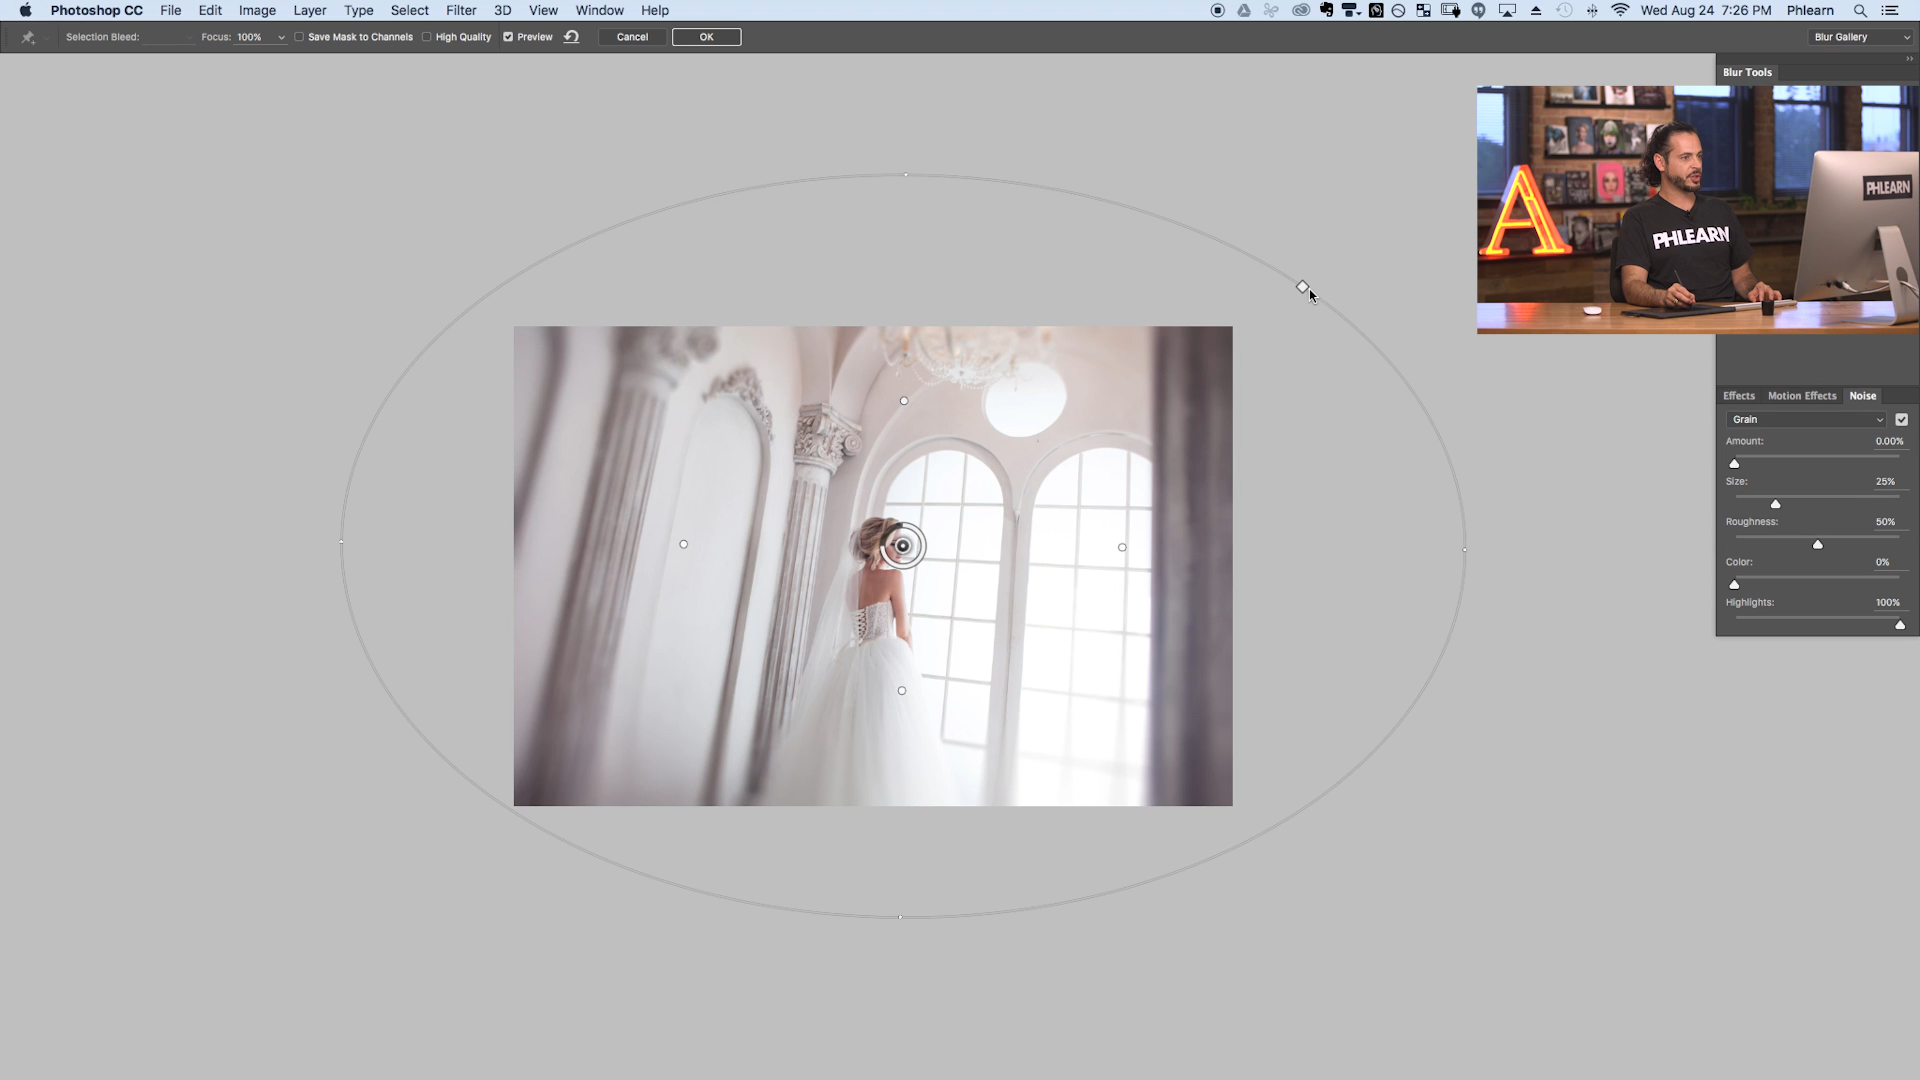 Photoshop CC File Edit Image Layer Type Select Filter 3D View Window Help Wed Aug 24 7:26 PM Phlearn
Selection Bleed: Focus: 100% Save Mask to Channels High Quality Preview Cancel OK Blur Gallery
Blur Tools
PHLEARN
A
PHLEARN
Effects Motion Effects Noise
Grain
Amount: 0.00%
Size: 25%
Roughness: 50%
Color: 0%
Highlights: 100%